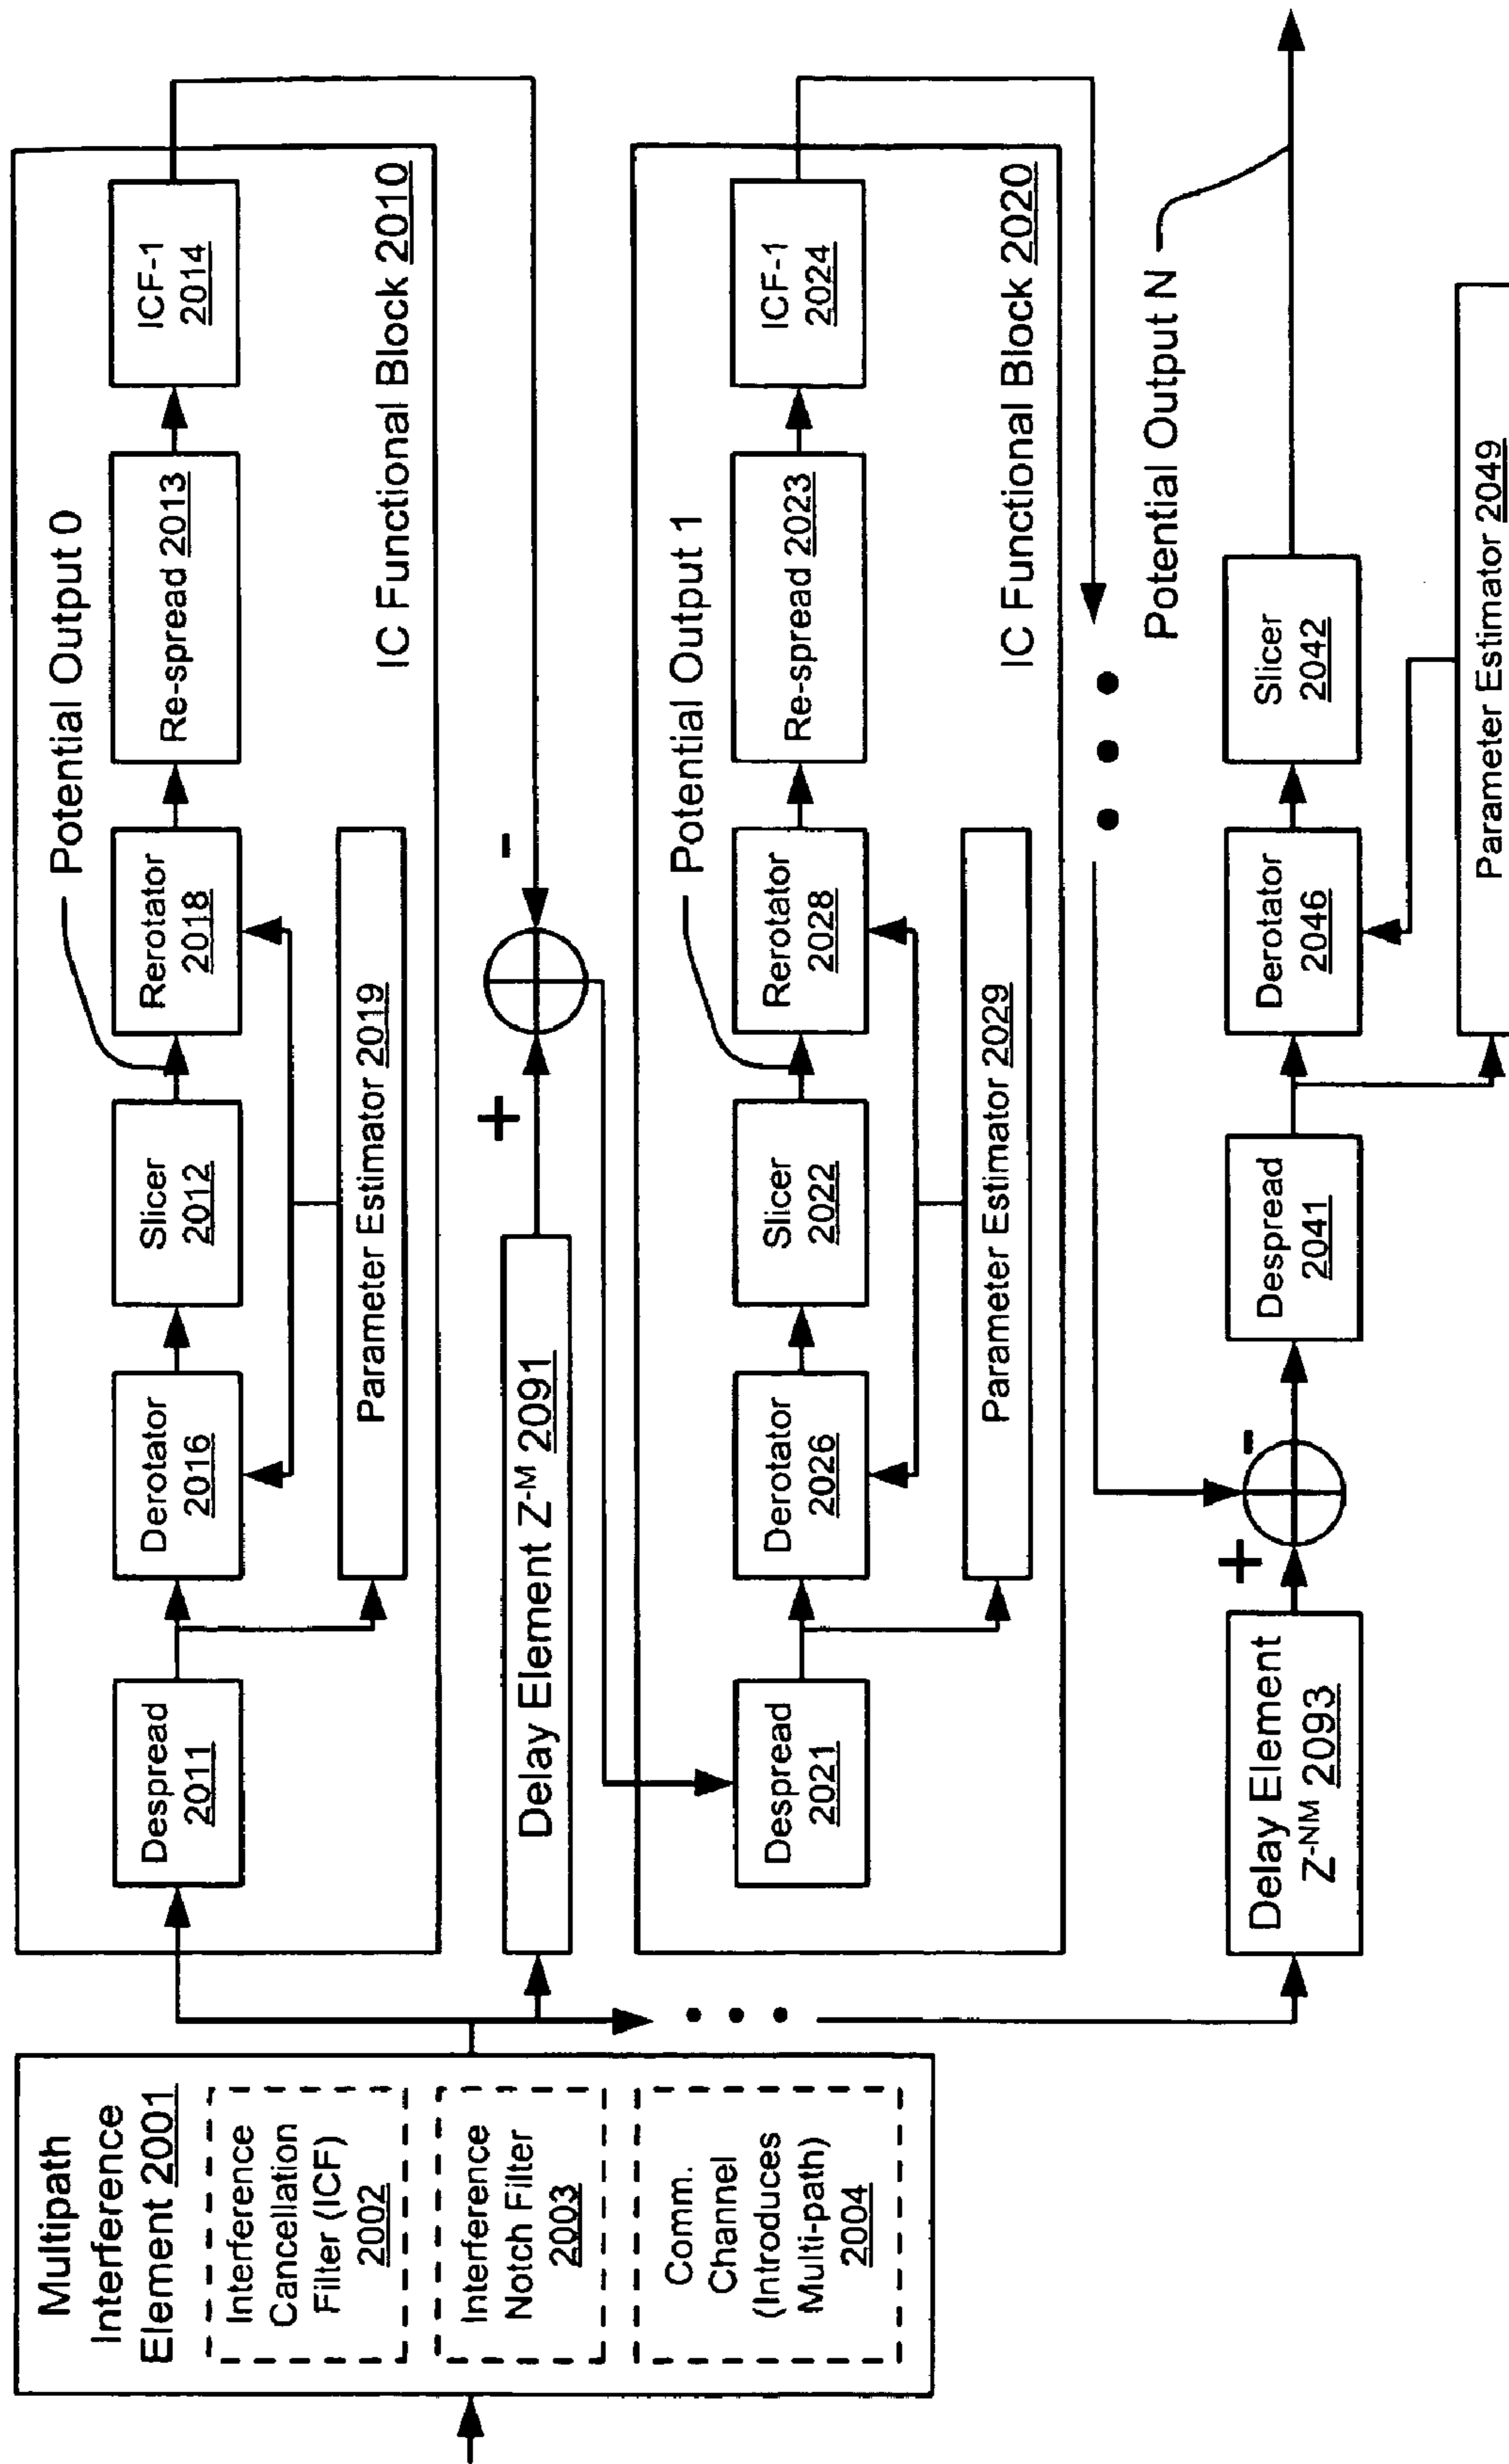 Multipath
Interference
Element 2001
Interference
Cancellation
Filter (ICF)
2002
Interference
Notch Filter
2003
Comm.
Channel
(Introduces
Multi-path)
2004
Potential Output 0
Despread
2011
Derotator
2016
Slicer
2012
Rerotator
2018
Re-spread 2013
ICF-1
2014
Parameter Estimator 2019
IC Functional Block 2010
Delay Element Z-M 2091
+
-
Potential Output 1
Despread
2021
Derotator
2026
Slicer
2022
Rerotator
2028
Re-spread 2023
ICF-1
2024
Parameter Estimator 2029
IC Functional Block 2020
Potential Output N
Delay Element
Z-NM 2093
+
-
Despread
2041
Derotator
2046
Slicer
2042
Parameter Estimator 2049